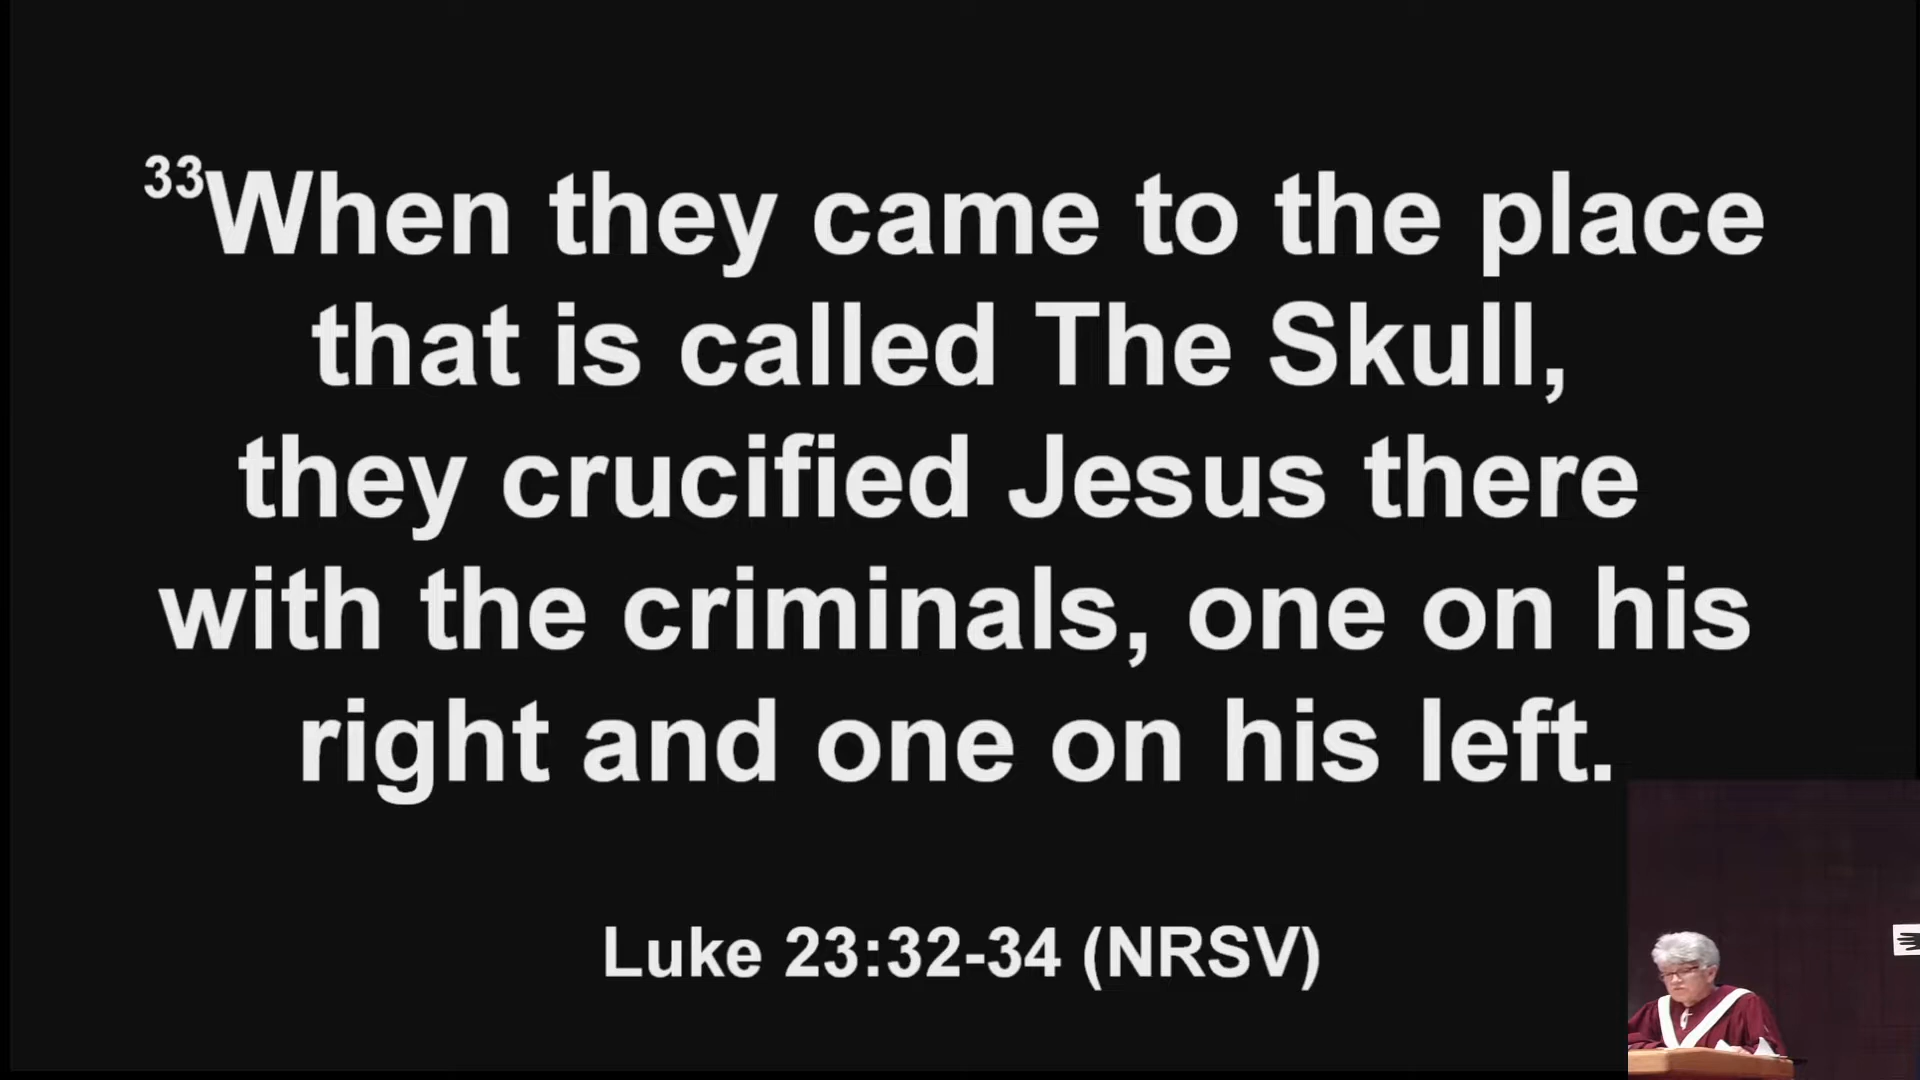 33When they came to the place
that is called The Skull,
they crucified Jesus there
with the criminals, one on his
right and one on his left.
Luke 23:32-34 (NRSV)